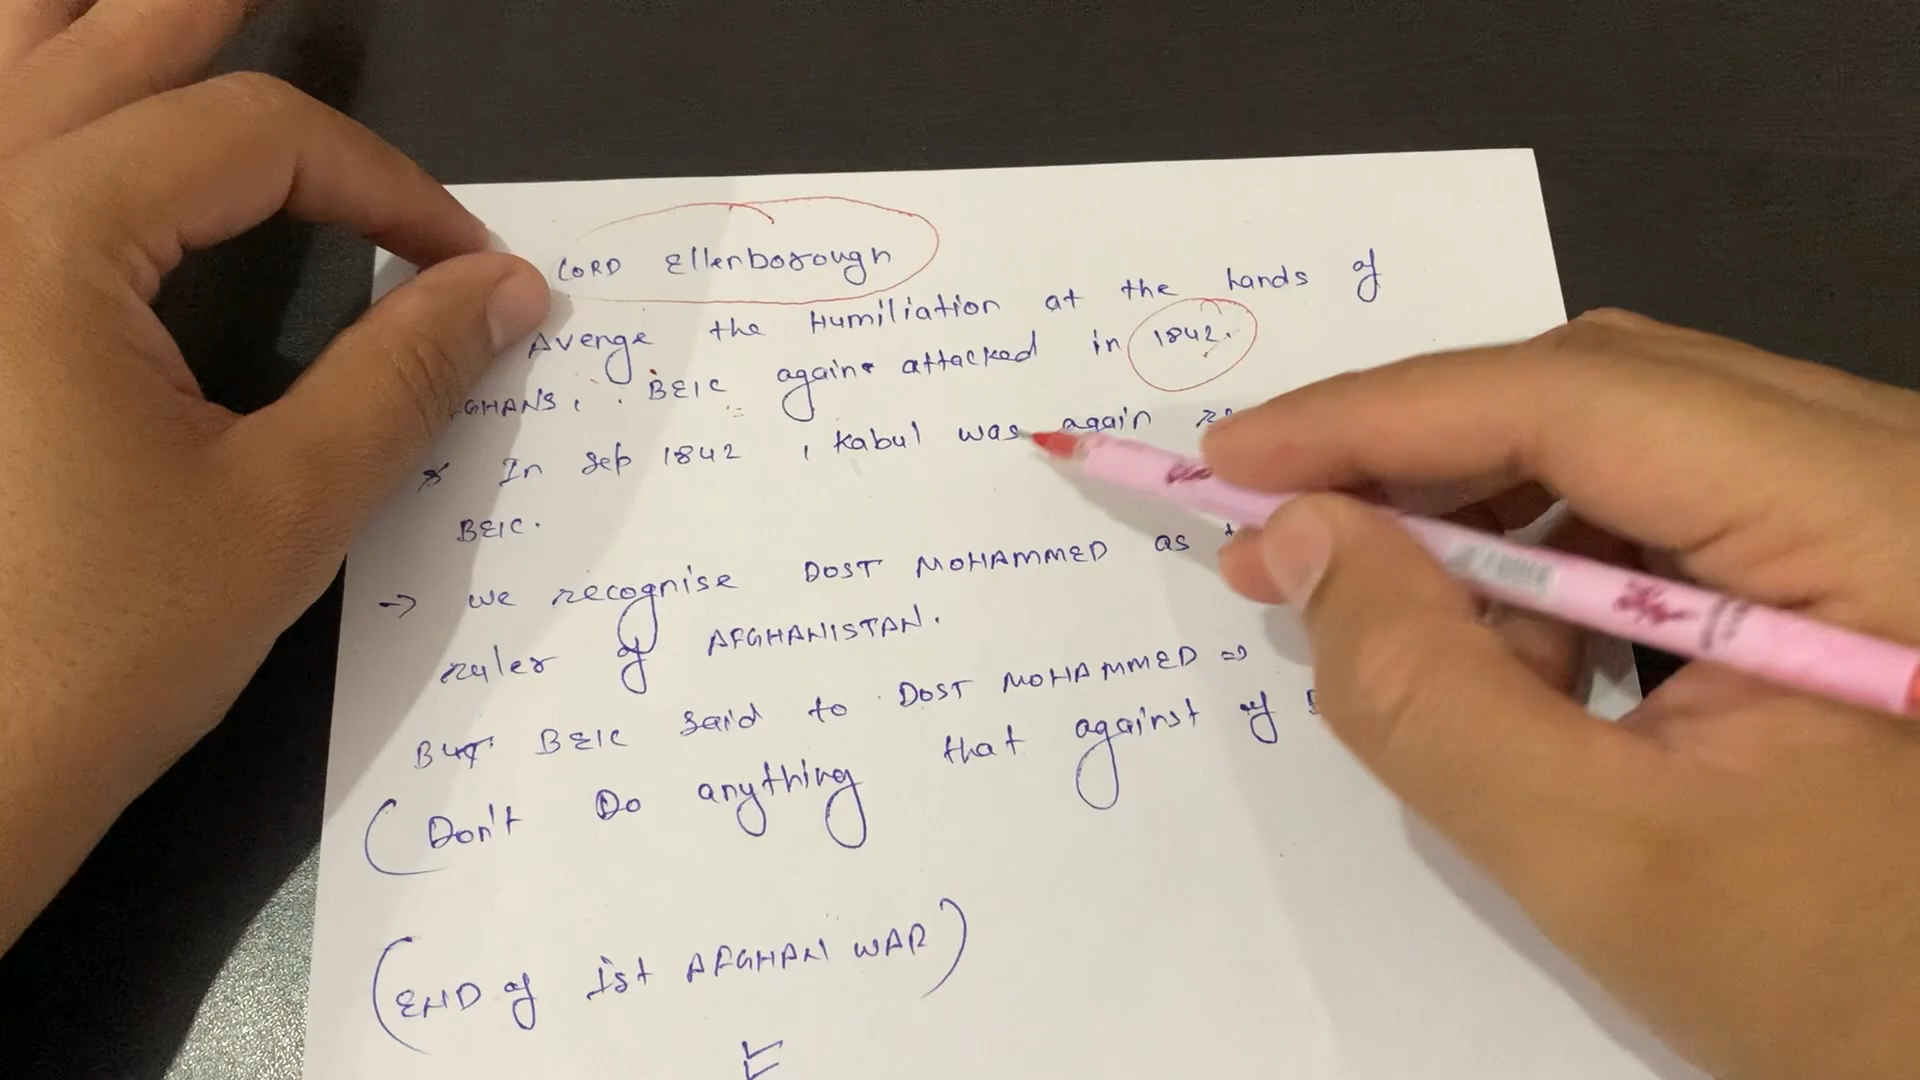 LORD Ellenborough
Avenge the Humiliation at the hands of
GHANS, BEIC again attacked in 1842.
* In Sep 1842, Kabul was again
BEIC.
→ we recognise DOST MOHAMMED as
ruler of AFGHANISTAN.
But BEIC Said to DOST MOHAMMED ⇒
(Don't Do anything that against of
(END of Ist AFGHAN WAR)